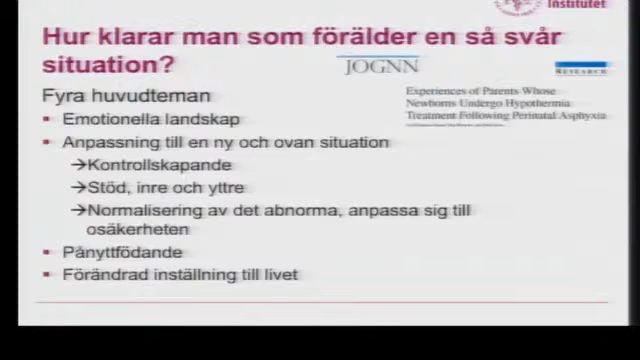 Institutet
Hur klarar man som förälder en så svår
situation?
JOGNN
RESEARCH
Fyra huvudteman
Experiences of Parents Whose
Newborns Undergo Hypothermia
Treatment Following Perinatal Asphyxia
▪ Emotionella landskap
▪ Anpassning till en ny och ovan situation
→Kontrollskapande
→Stöd, inre och yttre
→Normalisering av det abnorma, anpassa sig till
osäkerheten
▪ Pånyttfödande
▪ Förändrad inställning till livet